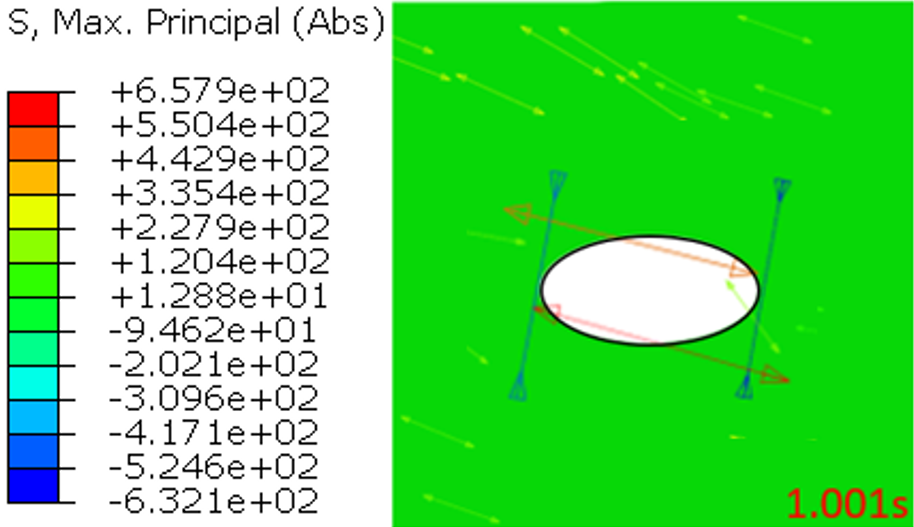 S, Max. Principal (Abs)
+6.579e+02
+5.504e+02
+4.429e+02
+3.354e+02
+2.279e+02
+1.204e+02
+1.288e+01
-9.462e+01
-2.021e+02
-3.096e+02
-4.171e+02
-5.246e+02
-6.321e+02
1.001s